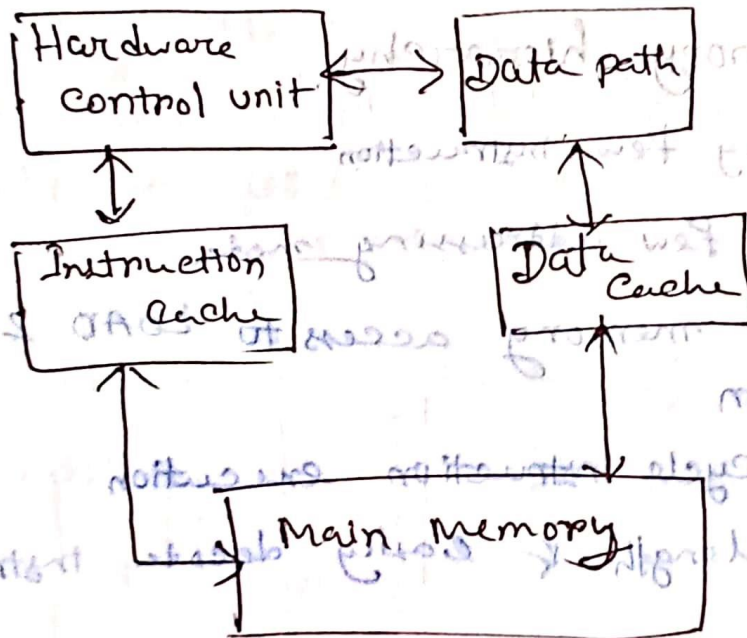 Hardware
control unit
Data path
Instruction
Cache
Data
Cache
Main Memory